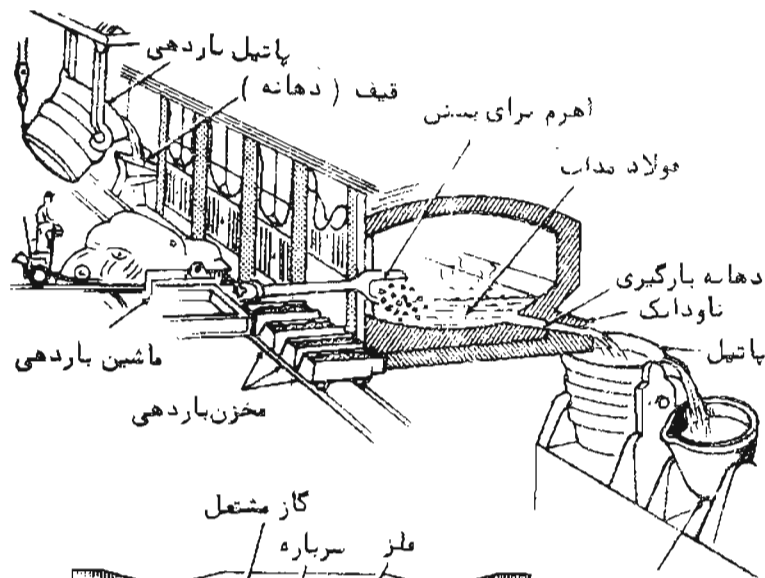 پاتیل باردهی
قیف ( دهانه )
اهرم برای
فولاد مذاب
دهانه بارگیری
ناودانک
پاتیل
ماشین باردهی
مخزن باردهی
گاز مشتعل
سرباره
فلز